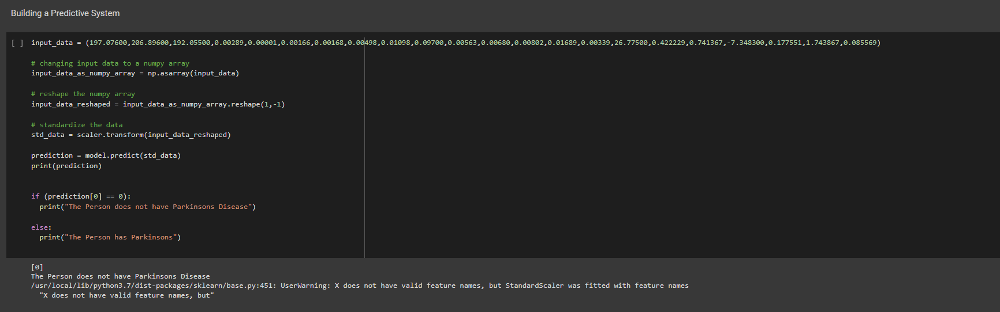 Building a Predictive System
[ ] input_data = (197.07600,206.89600,192.05500,0.00289,0.00001,0.00166,0.00168,0.00498,0.01098,0.09700,0.00563,0.00680,0.00802,0.01689,0.00339,26.77500,0.422229,0.741367,-7.348300,0.177551,1.743867,0.085569)
# changing input data to a numpy array
input_data_as_numpy_array = np.asarray(input_data)
# reshape the numpy array
input_data_reshaped = input_data_as_numpy_array.reshape(1,-1)
# standardize the data
std_data = scaler.transform(input_data_reshaped)
prediction = model.predict(std_data)
print(prediction)
if (prediction[0] == 0):
  print("The Person does not have Parkinsons Disease")
else:
  print("The Person has Parkinsons")
[0]
The Person does not have Parkinsons Disease
/usr/local/lib/python3.7/dist-packages/sklearn/base.py:451: UserWarning: X does not have valid feature names, but StandardScaler was fitted with feature names
  "X does not have valid feature names, but"